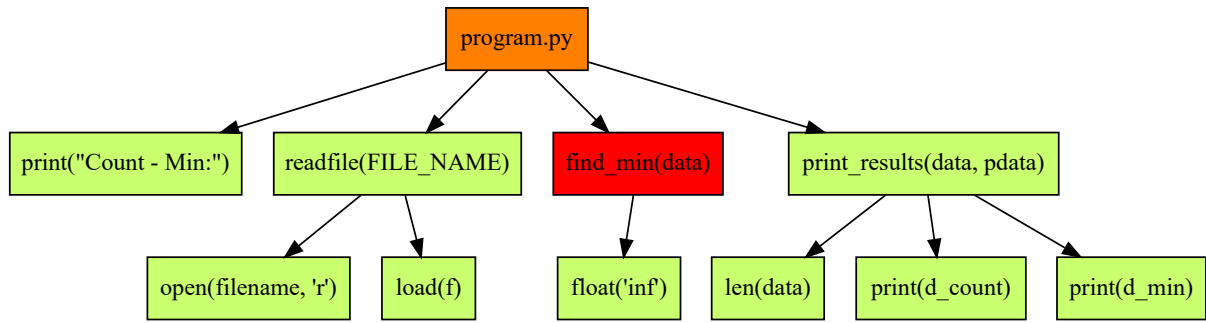 program.py
print("Count - Min:")
readfile(FILE_NAME)
find_min(data)
print_results(data, pdata)
open(filename, 'r')
load(f)
float('inf')
len(data)
print(d_count)
print(d_min)